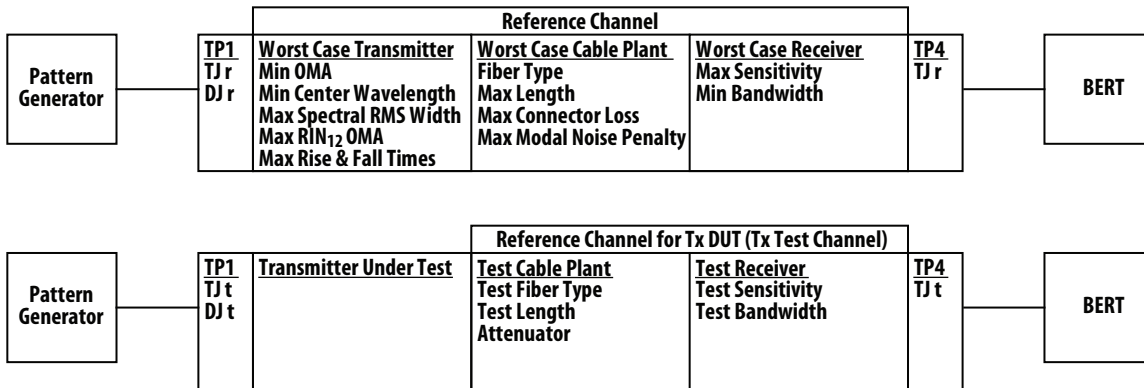 Reference Channel
Pattern
Generator
TP1
TJ r
DJ r
Worst Case Transmitter
Min OMA
Min Center Wavelength
Max Spectral RMS Width
Max RIN12 OMA
Max Rise & Fall Times
Worst Case Cable Plant
Fiber Type
Max Length
Max Connector Loss
Max Modal Noise Penalty
Worst Case Receiver
Max Sensitivity
Min Bandwidth
TP4
TJ r
BERT
Reference Channel for Tx DUT (Tx Test Channel)
Pattern
Generator
TP1
TJ t
DJ t
Transmitter Under Test
Test Cable Plant
Test Fiber Type
Test Length
Attenuator
Test Receiver
Test Sensitivity
Test Bandwidth
TP4
TJ t
BERT